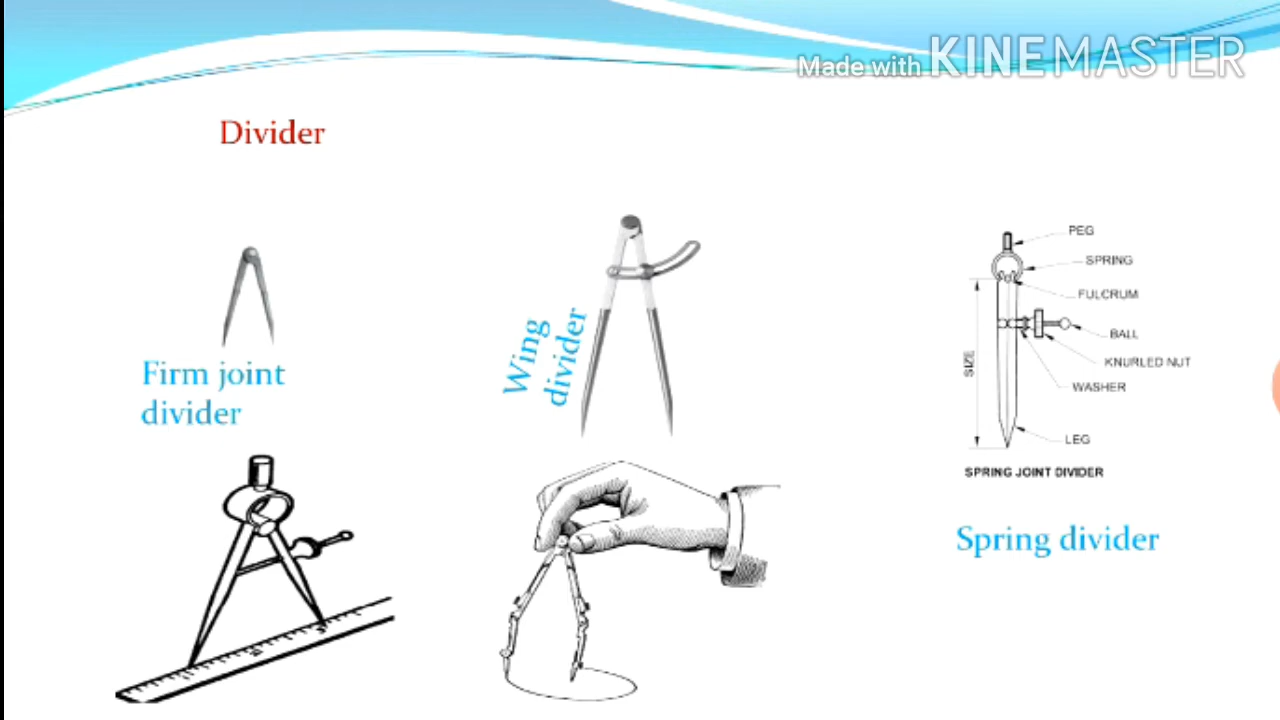 Made with KINEMASTER
Divider
Firm joint
divider
Wing
divider
PEG
SPRING
FULCRUM
BALL
KNURLED NUT
WASHER
LEG
SIZE
SPRING JOINT DIVIDER
Spring divider